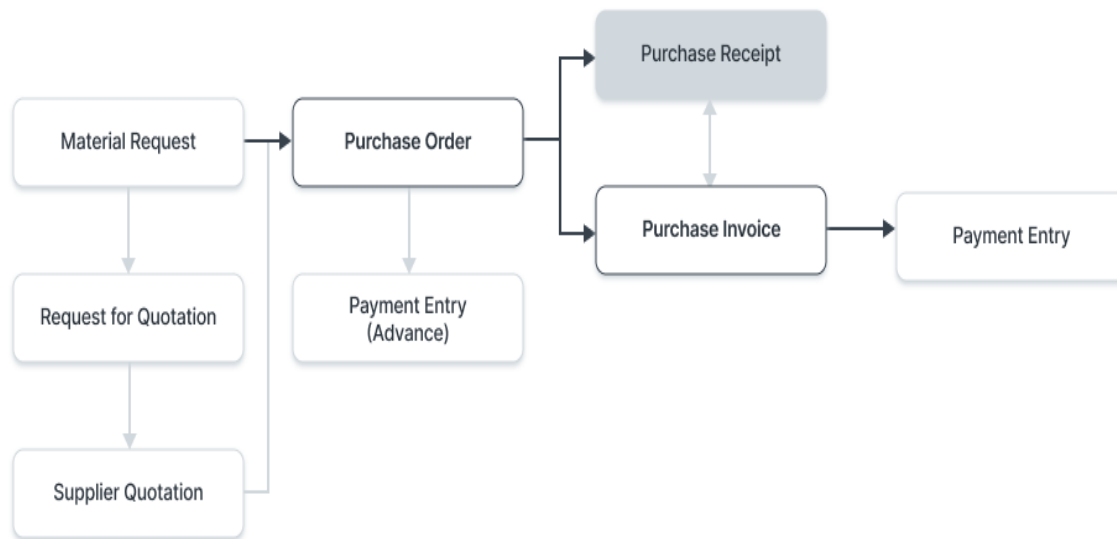 Purchase Receipt
Material Request
Purchase Order
Purchase Invoice
Payment Entry
Request for Quotation
Payment Entry
(Advance)
Supplier Quotation